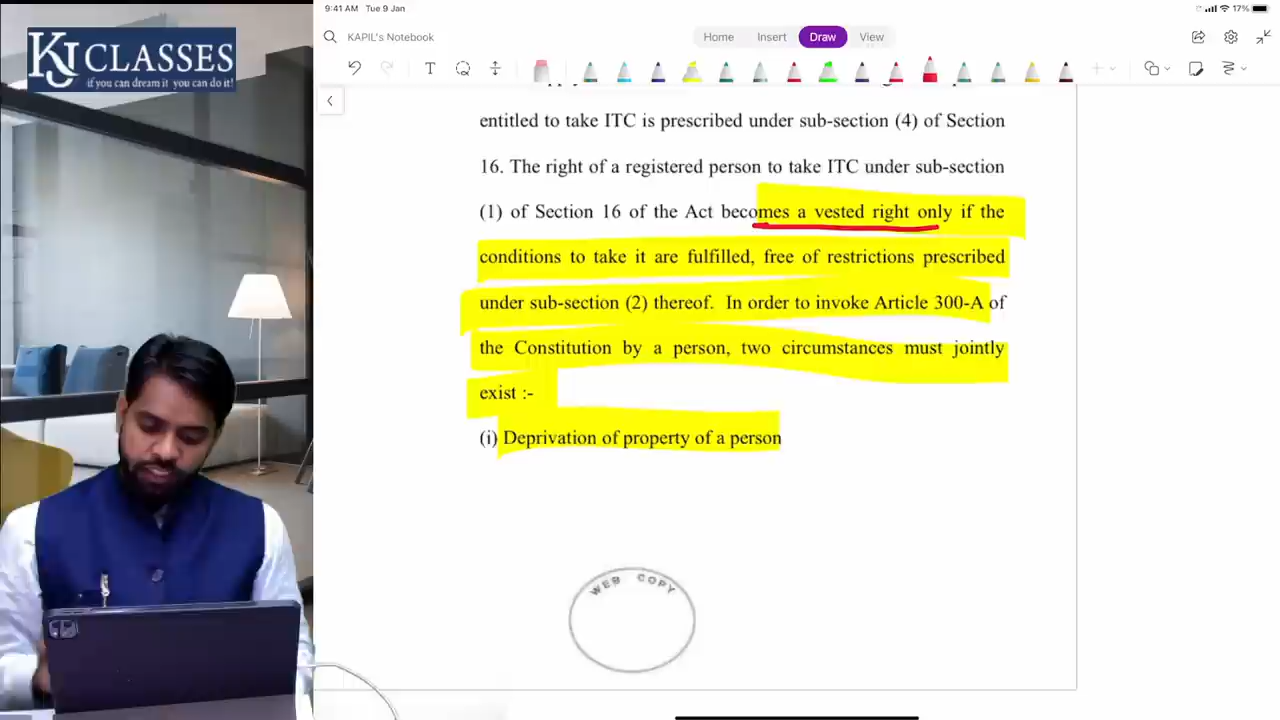 KJ CLASSES
if you can dream it you can do it!
9:41 AM Tue 9 Jan
17%
KAPIL's Notebook
Home Insert Draw View
entitled to take ITC is prescribed under sub-section (4) of Section
16. The right of a registered person to take ITC under sub-section
(1) of Section 16 of the Act becomes a vested right only if the
conditions to take it are fulfilled, free of restrictions prescribed
under sub-section (2) thereof. In order to invoke Article 300-A of
the Constitution by a person, two circumstances must jointly
exist :-
(i) Deprivation of property of a person
WEB COPY